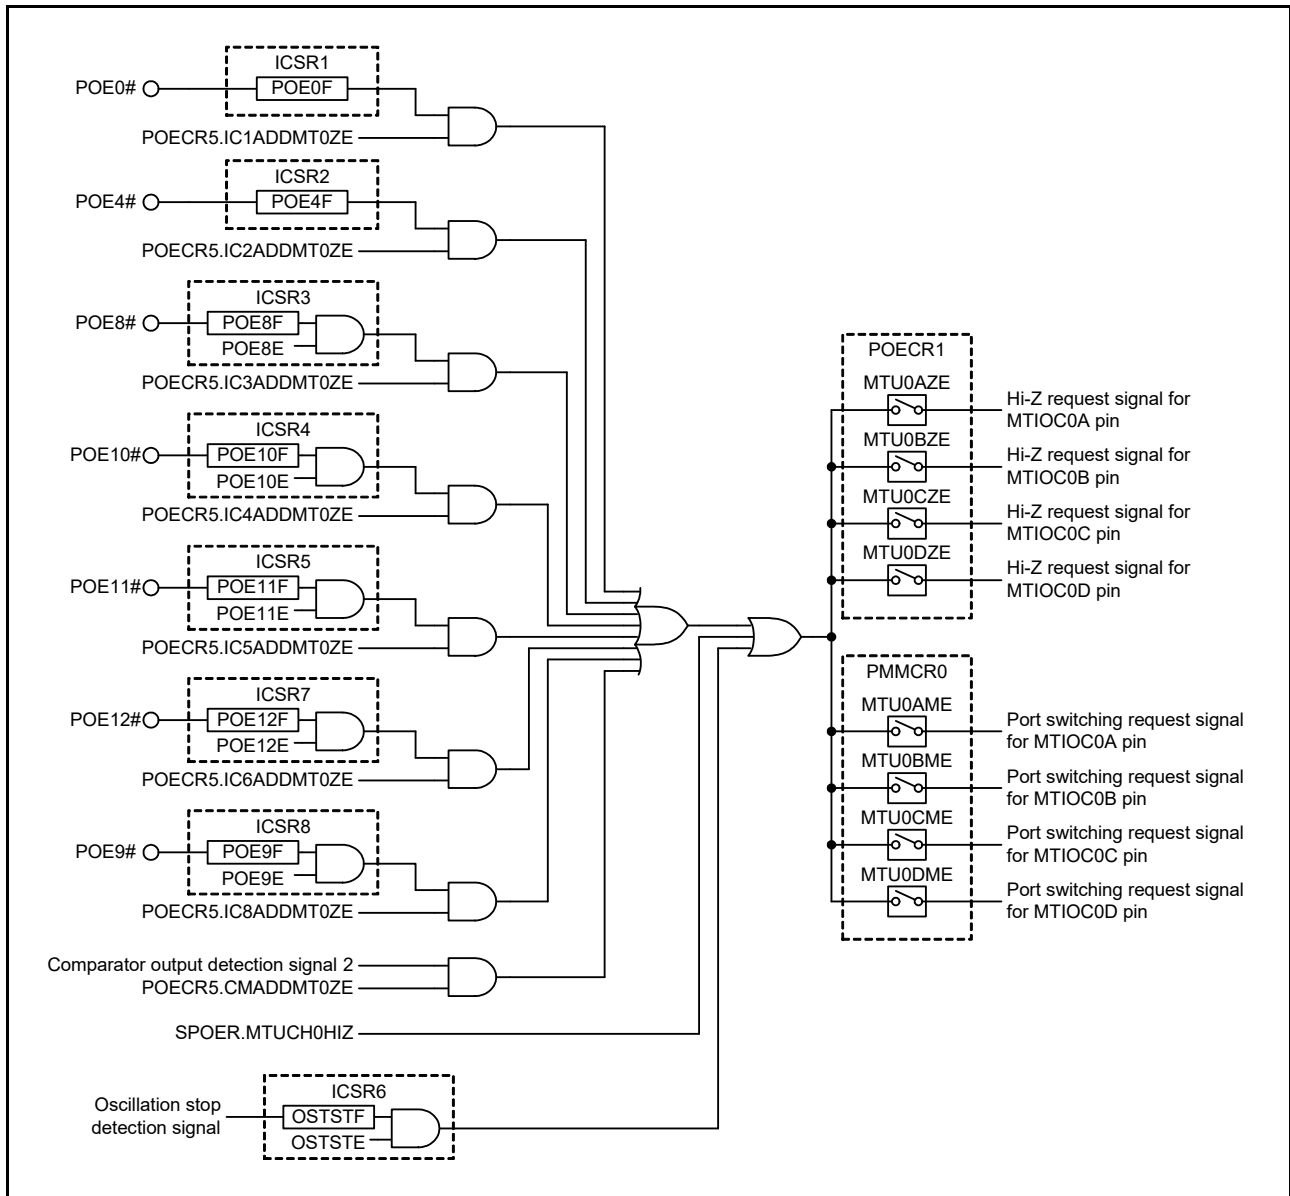 ICSR1
POE0#
POE0F
POECR5.IC1ADDMT0ZE
ICSR2
POE4#
POE4F
POECR5.IC2ADDMT0ZE
ICSR3
POE8#
POE8F
POE8E
POECR5.IC3ADDMT0ZE
ICSR4
POE10#
POE10F
POE10E
POECR5.IC4ADDMT0ZE
ICSR5
POE11#
POE11F
POE11E
POECR5.IC5ADDMT0ZE
ICSR7
POE12#
POE12F
POE12E
POECR5.IC6ADDMT0ZE
ICSR8
POE9#
POE9F
POE9E
POECR5.IC8ADDMT0ZE
Comparator output detection signal 2
POECR5.CMADDMT0ZE
SPOER.MTUCH0HIZ
ICSR6
Oscillation stop
detection signal
OSTSTF
OSTSTE
POECR1
MTU0AZE
Hi-Z request signal for
MTIOC0A pin
MTU0BZE
Hi-Z request signal for
MTIOC0B pin
MTU0CZE
Hi-Z request signal for
MTIOC0C pin
MTU0DZE
Hi-Z request signal for
MTIOC0D pin
PMMCR0
MTU0AME
Port switching request signal
for MTIOC0A pin
MTU0BME
Port switching request signal
for MTIOC0B pin
MTU0CME
Port switching request signal
for MTIOC0C pin
MTU0DME
Port switching request signal
for MTIOC0D pin